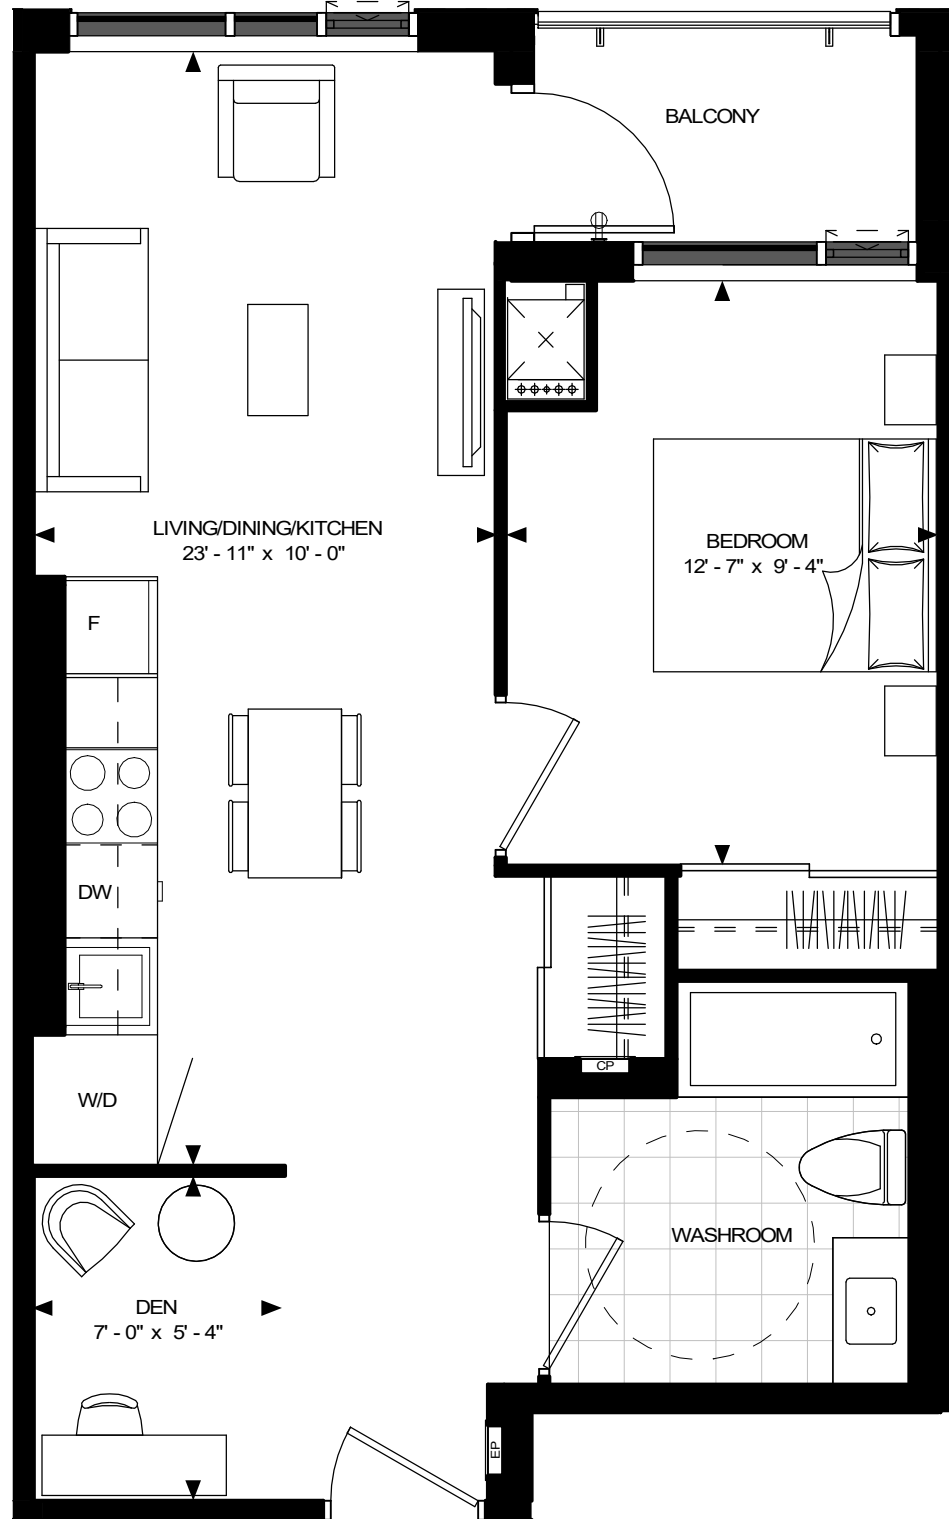 BALCONY
LIVING/DINING/KITCHEN
23' - 11" x 10' - 0"
BEDROOM
12' - 7" x 9' - 4"
F
DW
CP
W/D
WASHROOM
DEN
7' - 0" x 5' - 4"
EP